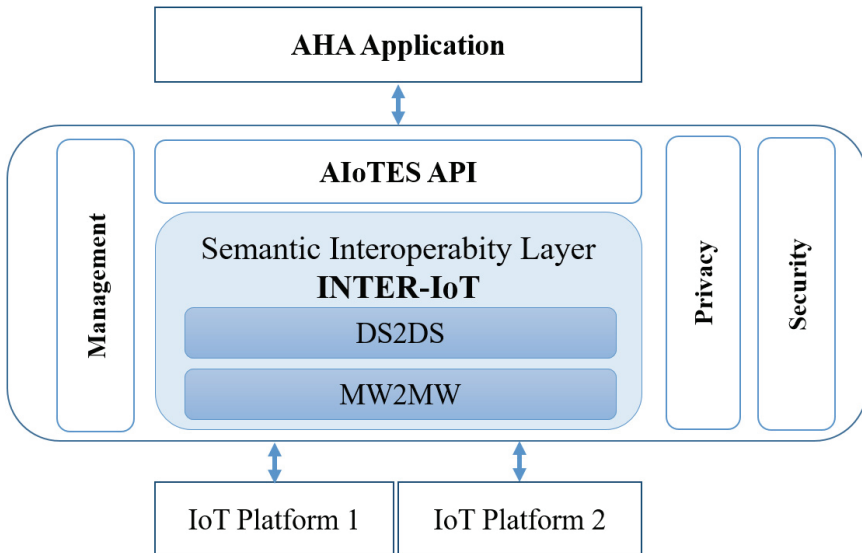 AHA Application
Management
AIoTES API
Semantic Interoperabity Layer
INTER-IoT
DS2DS
MW2MW
Privacy
Security
IoT Platform 1
IoT Platform 2